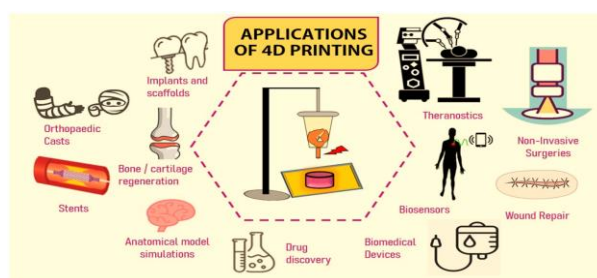 APPLICATIONS
OF 4D PRINTING
Implants and
scaffolds
Orthopaedic
Casts
Bone / cartilage
regeneration
Stents
Anatomical model
simulations
Drug
discovery
Biomedical
Devices
Theranostics
Non-Invasive
Surgeries
Biosensors
Wound Repair